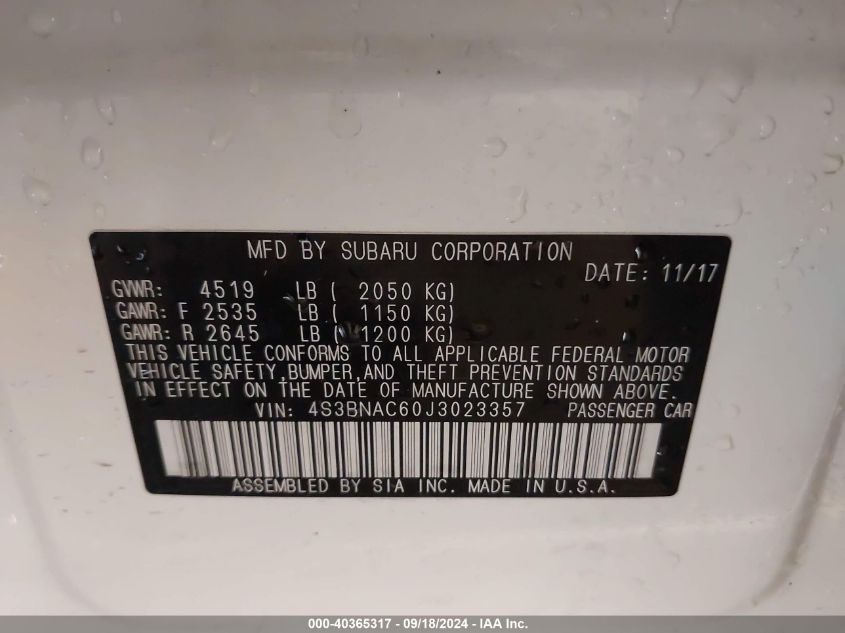 MFD BY SUBARU CORPORATION
DATE: 11/17
GVWR: 4519 LB ( 2050 KG)
GAWR: F 2535 LB ( 1150 KG)
GAWR: R 2645 LB ( 1200 KG)
THIS VEHICLE CONFORMS TO ALL APPLICABLE FEDERAL MOTOR
VEHICLE SAFETY,BUMPER,AND THEFT PREVENTION STANDARDS
IN EFFECT ON THE DATE OF MANUFACTURE SHOWN ABOVE.
VIN: 4S3BNAC60J3023357 PASSENGER CAR
ASSEMBLED BY SIA INC. MADE IN U.S.A.
000-40365317 - 09/18/2024 - IAA Inc.